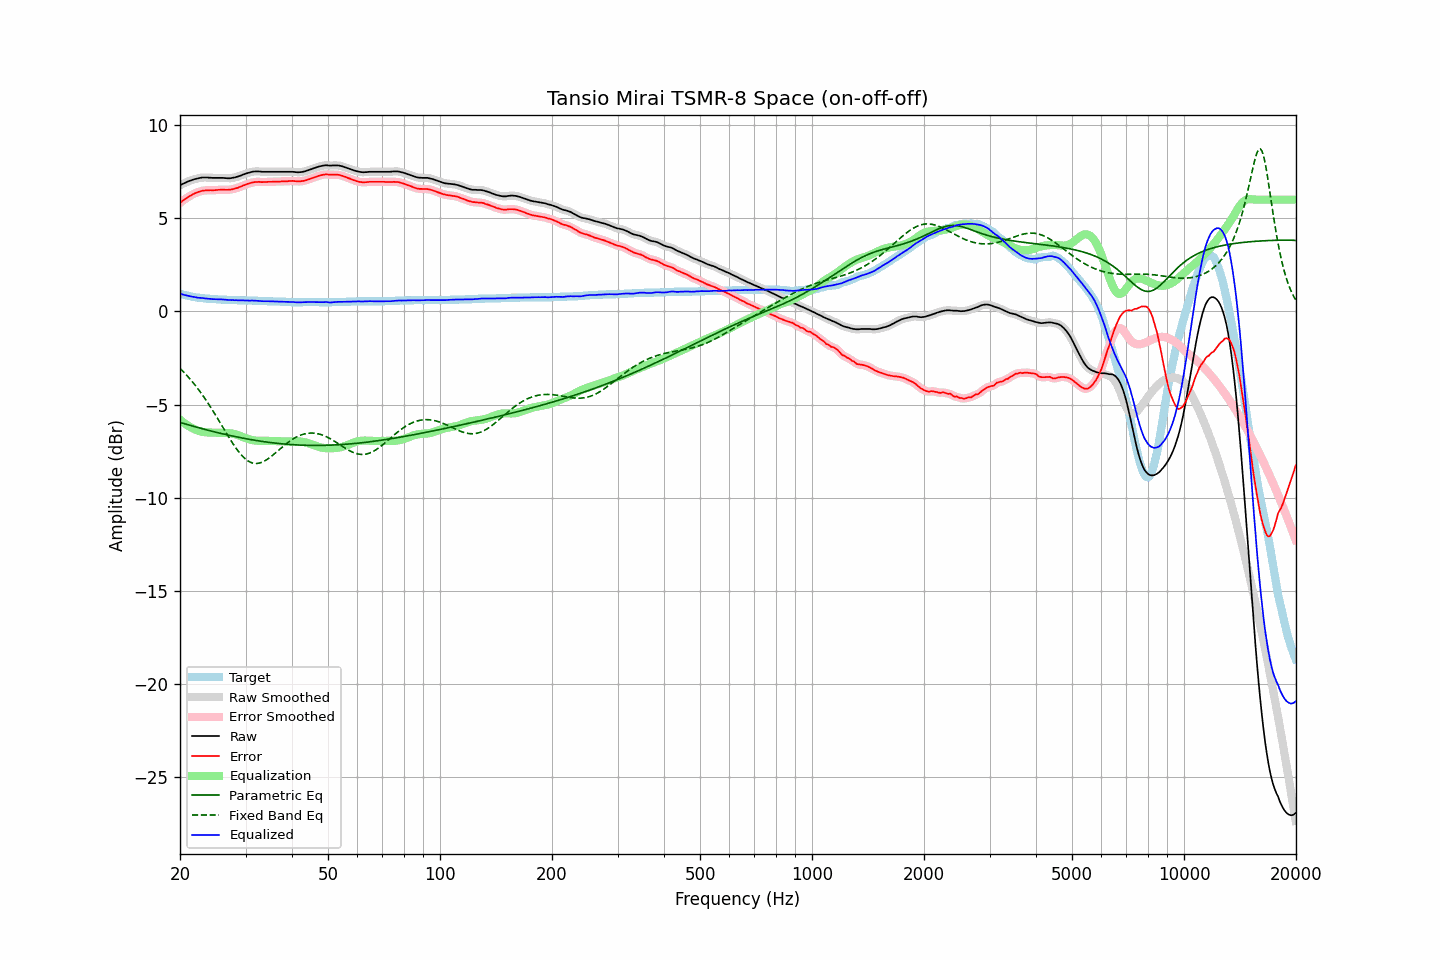 Tansio Mirai TSMR-8 Space (on-off-off)
10
5
0
−5
−10
−15
−20
−25
Amplitude (dBr)
Target
Raw Smoothed
Error Smoothed
Raw
Error
Equalization
Parametric Eq
Fixed Band Eq
Equalized
20 50 100 200 500 1000 2000 5000 10000 20000
Frequency (Hz)